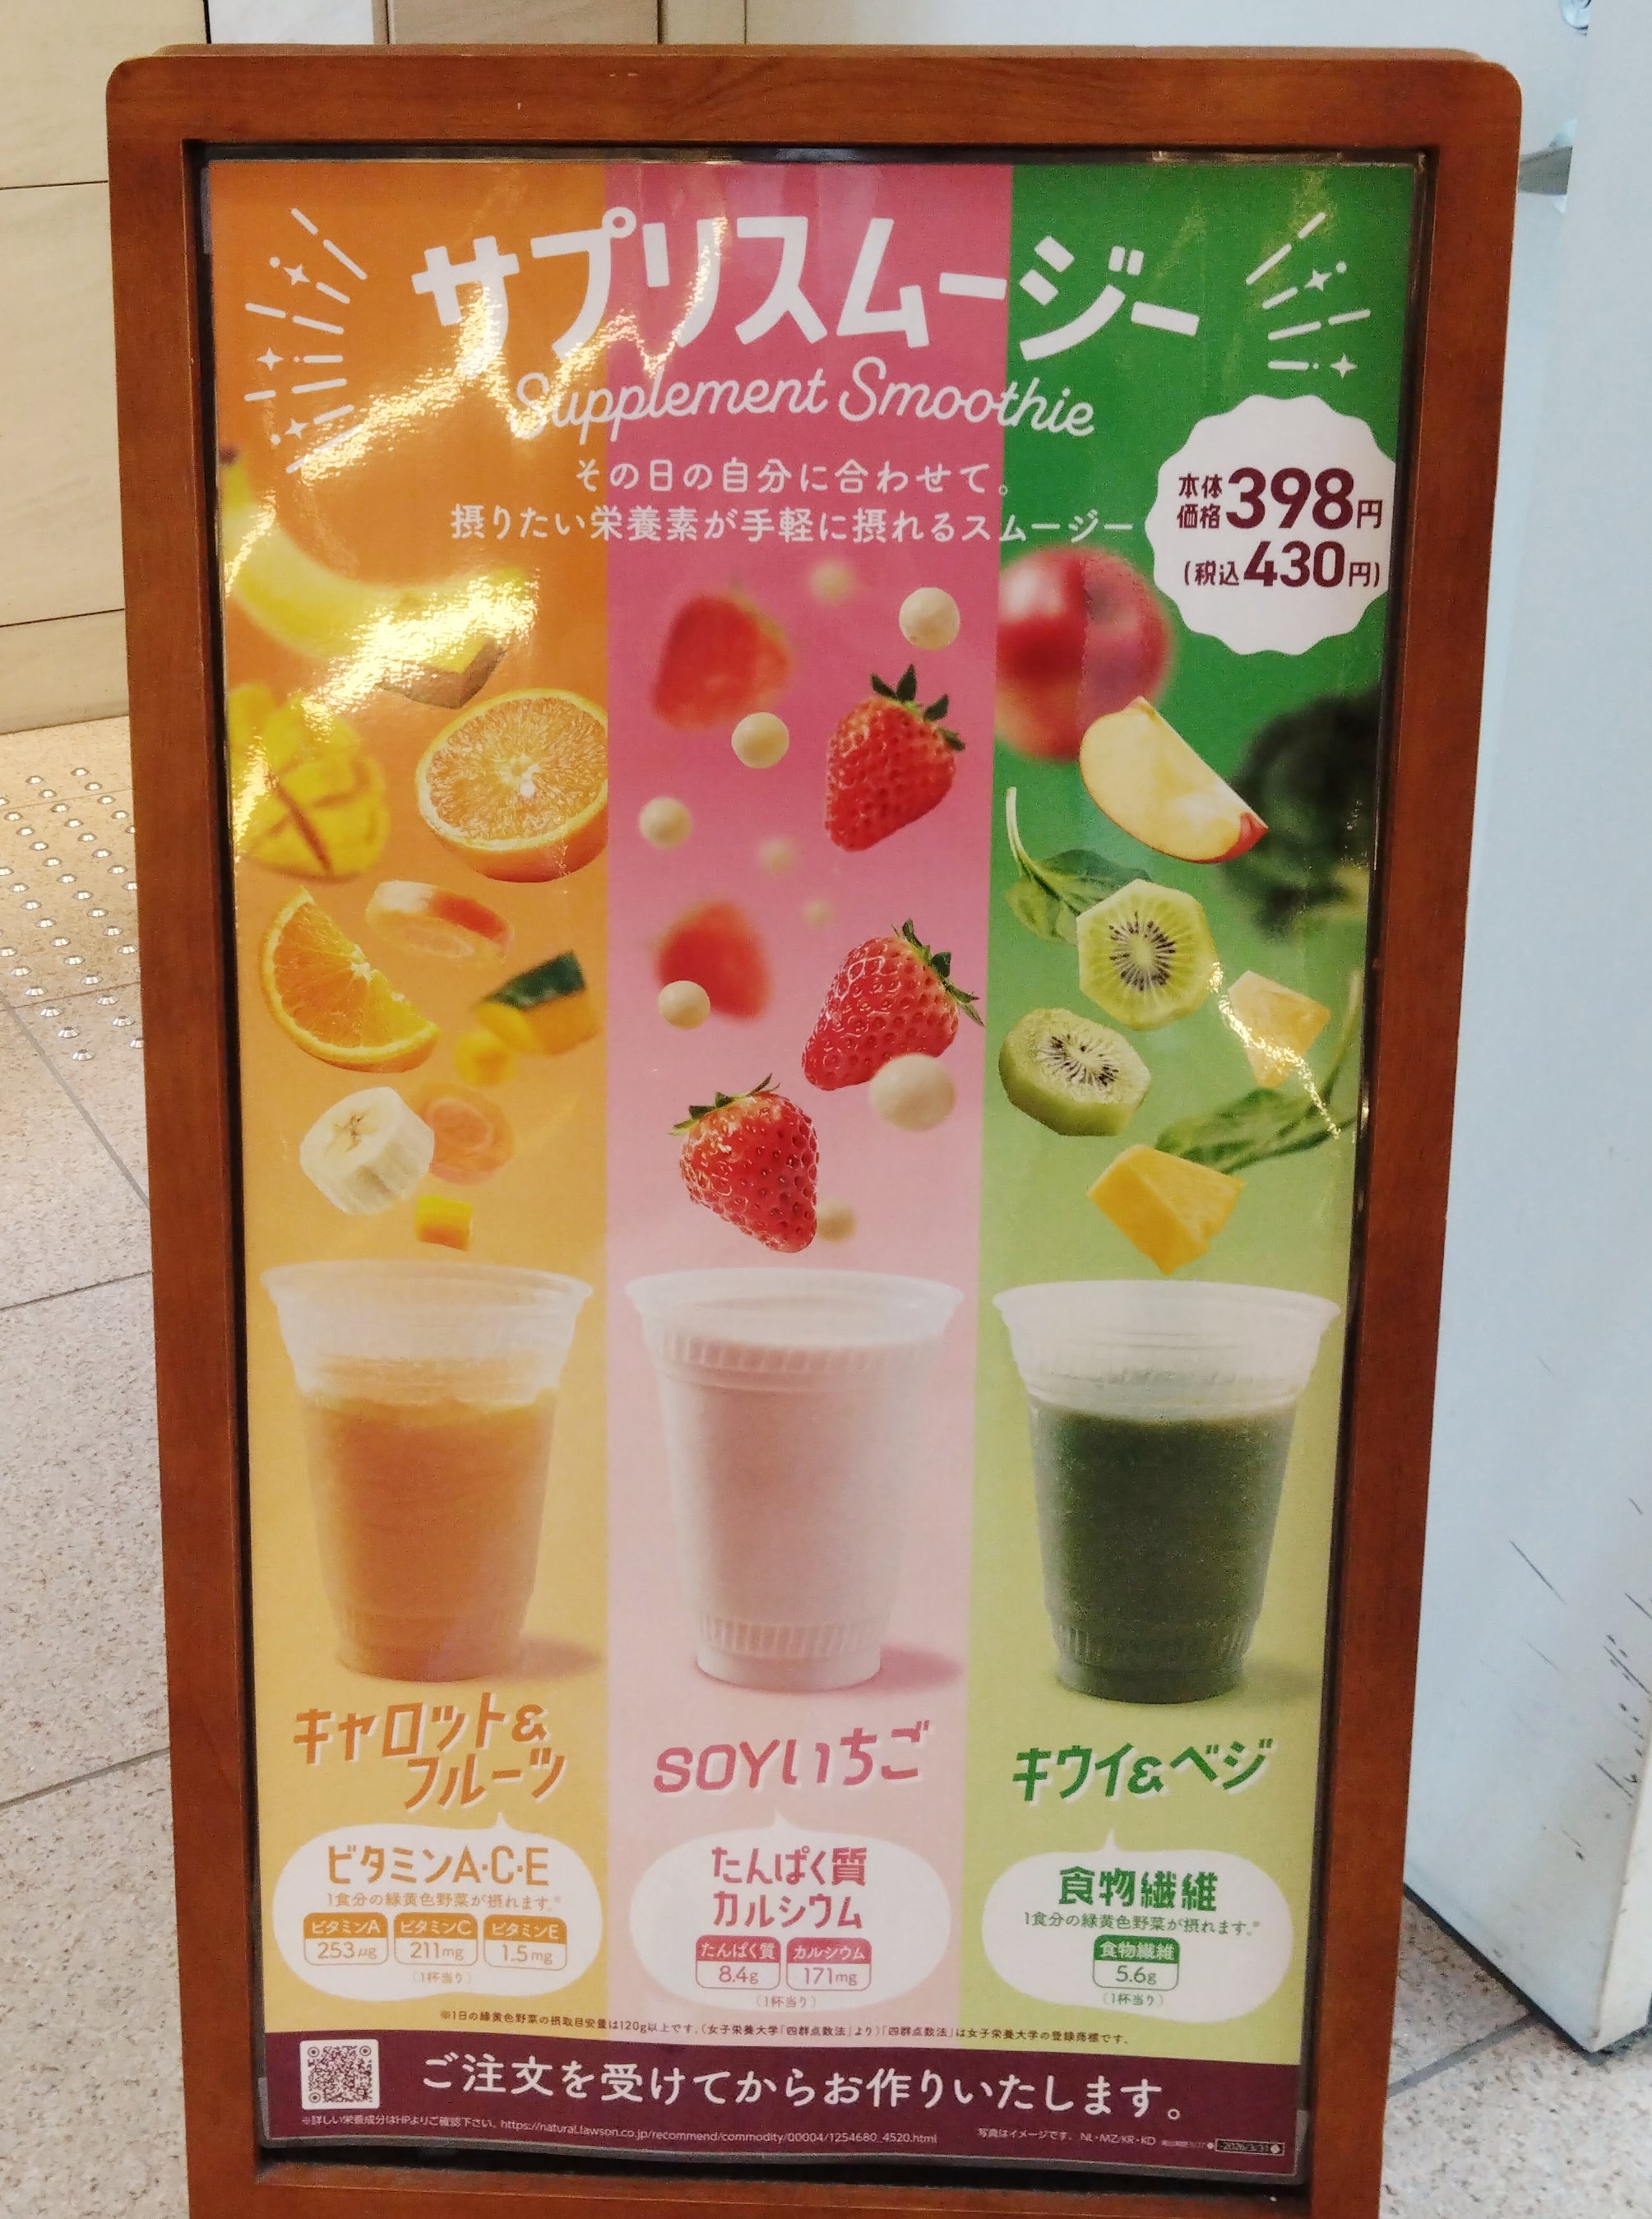 サプリスムージー
Supplement Smoothie
その日の自分に合わせて。
摂りたい栄養素が手軽に摂れるスムージー
本体価格398円
(税込430円)
キャロット&
フルーツ
ビタミンA・C・E
1食分の緑黄色野菜が摂れます。※
ビタミンA ビタミンC ビタミンE
253μg 211mg 1.5mg
(1杯当り)
SOYいちご
たんぱく質
カルシウム
たんぱく質 カルシウム
8.4g 171mg
(1杯当り)
キウイ&ベジ
食物繊維
1食分の緑黄色野菜が摂れます。※
食物繊維
5.6g
(1杯当り)
※1日の緑黄色野菜の摂取目安量は120g以上です。(女子栄養大学「四群点数法」より)「四群点数法」は女子栄養大学の登録商標です。
ご注文を受けてからお作りいたします。
※詳しい栄養成分はHPよりご確認下さい。https://natural.lawson.co.jp/recommend/commodity/00004/1254680_4520.html
写真はイメージです。 NL・MZ/KR・KD